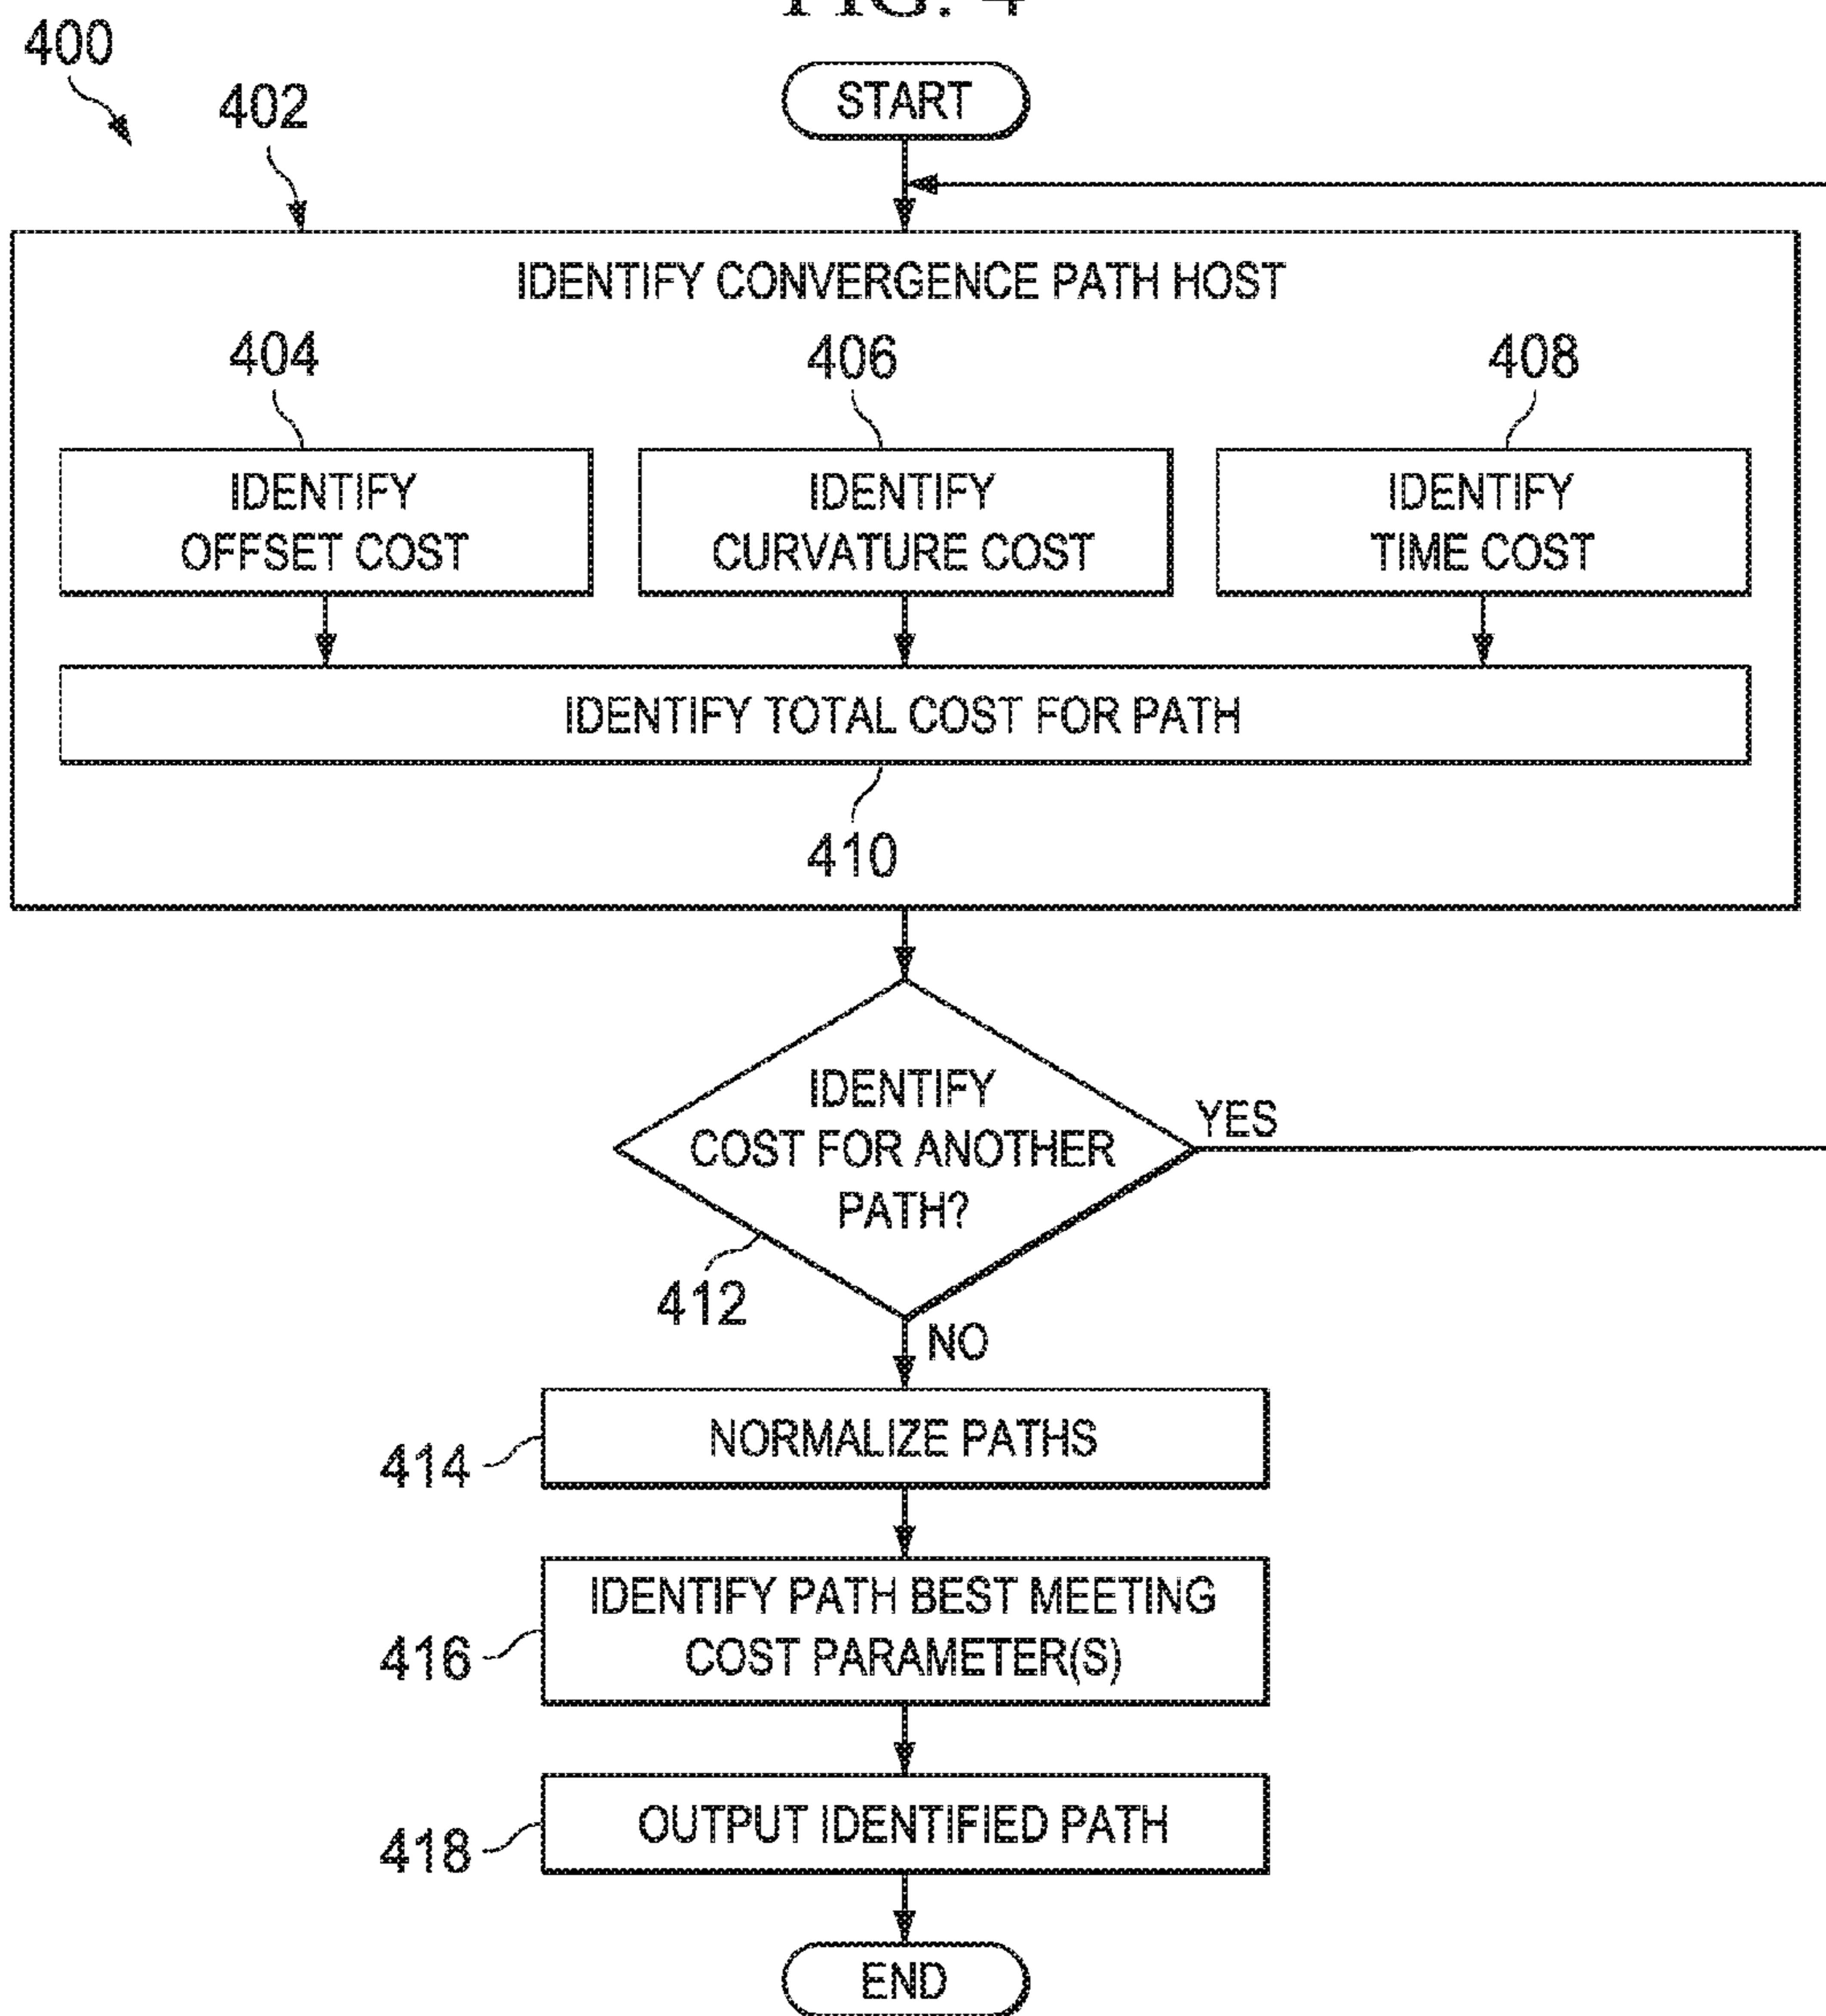 FIG. 4
400
402
START
IDENTIFY CONVERGENCE PATH HOST
404
406
408
IDENTIFY
OFFSET COST
IDENTIFY
CURVATURE COST
IDENTIFY
TIME COST
IDENTIFY TOTAL COST FOR PATH
410
IDENTIFY
COST FOR ANOTHER
PATH?
YES
412
NO
414
NORMALIZE PATHS
416
IDENTIFY PATH BEST MEETING
COST PARAMETER(S)
418
OUTPUT IDENTIFIED PATH
END